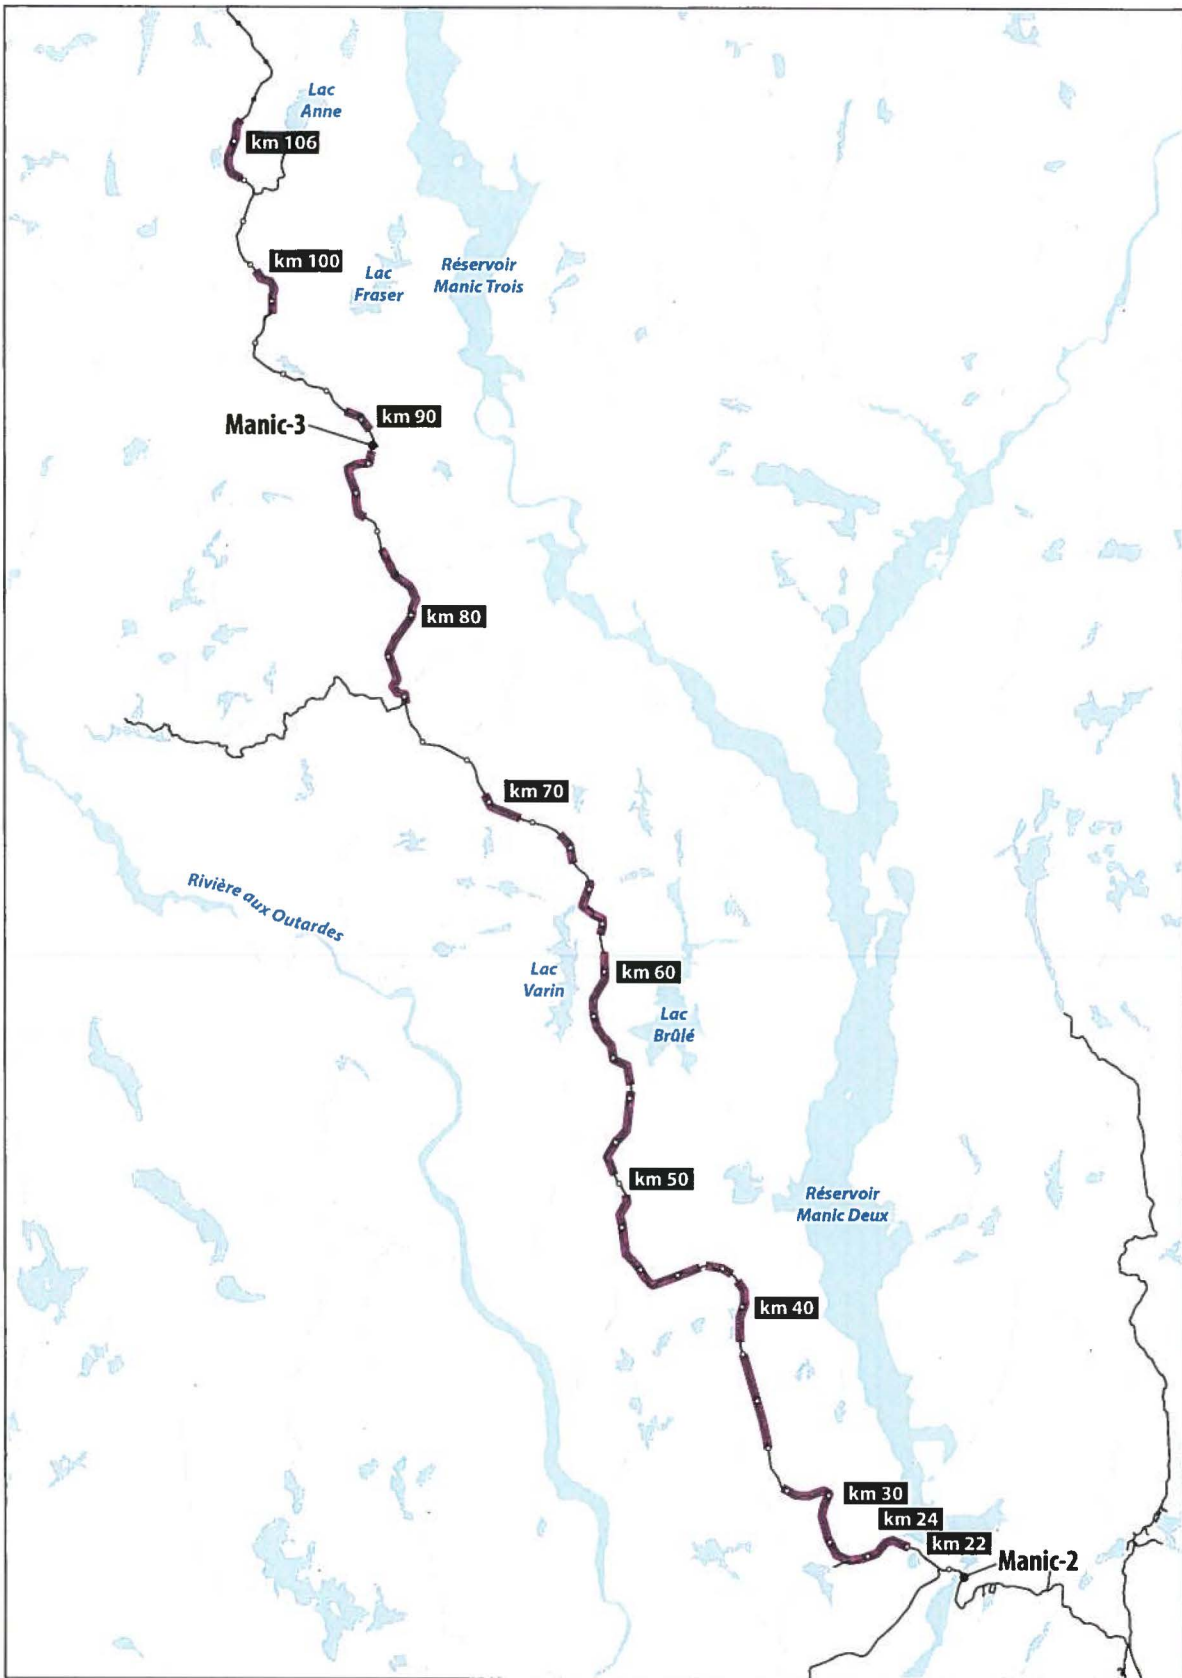 Lac
Anne
km 106
km 100
Lac
Fraser
Réservoir
Manic Trois
km 90
Manic-3
km 80
km 70
Rivière aux Outardes
Lac
Varin
km 60
Lac
Brûlé
km 50
Réservoir
Manic Deux
km 40
km 30
km 24
km 22
Manic-2